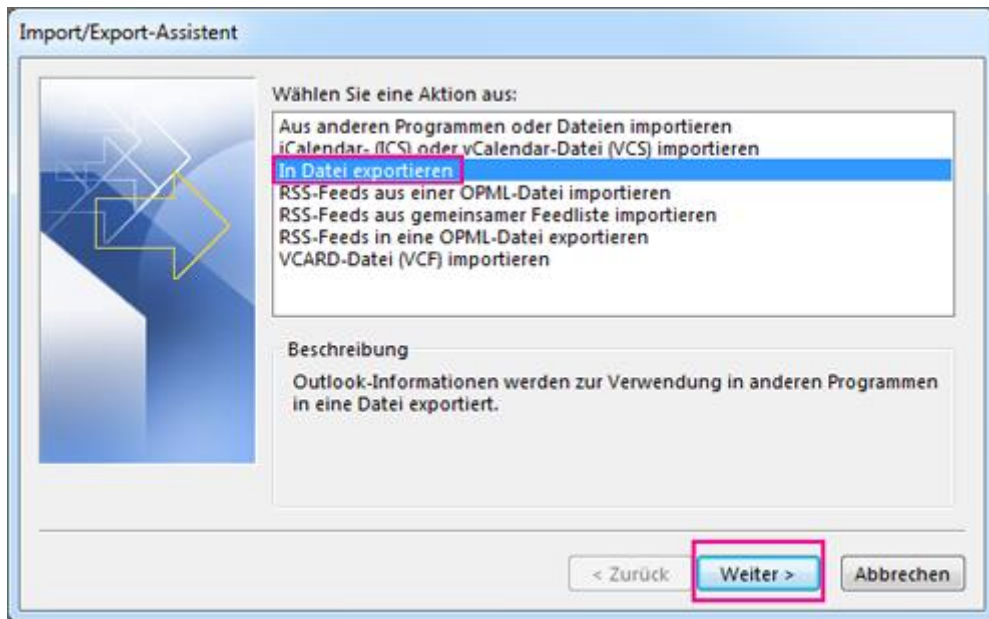 Import/Export-Assistent
Wählen Sie eine Aktion aus:
Aus anderen Programmen oder Dateien importieren
iCalendar- (ICS) oder vCalendar-Datei (VCS) importieren
In Datei exportieren
RSS-Feeds aus einer OPML-Datei importieren
RSS-Feeds aus gemeinsamer Feedliste importieren
RSS-Feeds in eine OPML-Datei exportieren
VCARD-Datei (VCF) importieren
Beschreibung
Outlook-Informationen werden zur Verwendung in anderen Programmen
in eine Datei exportiert.
< Zurück Weiter > Abbrechen